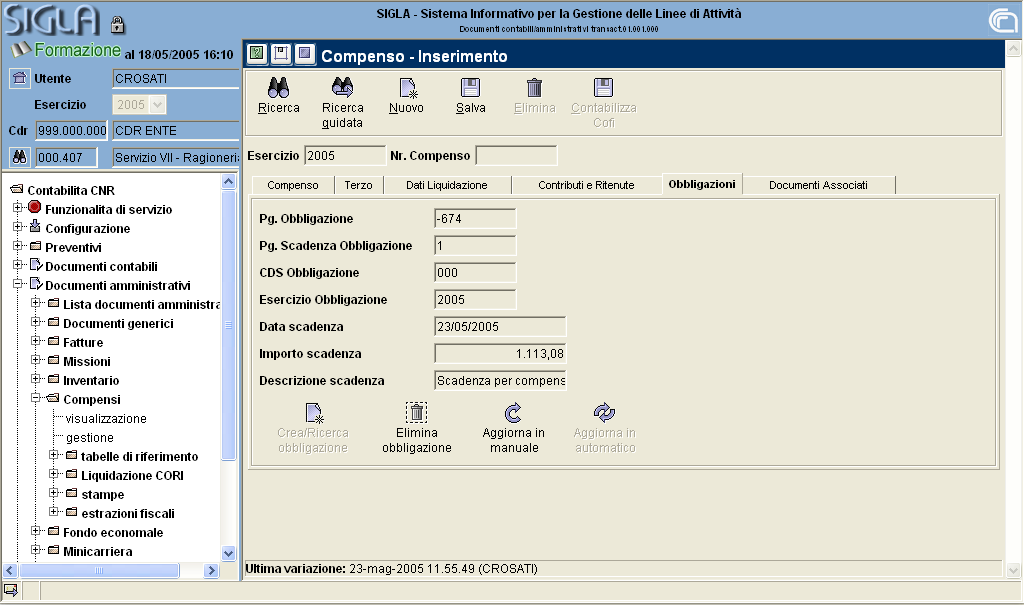 SIGLA
SIGLA - Sistema Informativo per la Gestione delle Linee di Attività
Documenti contabili/amministrativi transact.01.001.000
Formazione al 18/05/2005 16:10
Utente CROSATI
Esercizio 2005
Cdr 999.000.000 CDR ENTE
000.407 Servizio VII - Ragioneria
Contabilita CNR
Funzionalita di servizio
Configurazione
Preventivi
Documenti contabili
Documenti amministrativi
Lista documenti amministra
Documenti generici
Fatture
Missioni
Inventario
Compensi
visualizzazione
gestione
tabelle di riferimento
Liquidazione CORI
stampe
estrazioni fiscali
Fondo economale
Minicarriera
Compenso - Inserimento
Ricerca
Ricerca guidata
Nuovo
Salva
Elimina
Contabilizza Cofi
Esercizio 2005 Nr. Compenso
Compenso Terzo Dati Liquidazione Contributi e Ritenute Obbligazioni Documenti Associati
Pg. Obbligazione -674
Pg. Scadenza Obbligazione 1
CDS Obbligazione 000
Esercizio Obbligazione 2005
Data scadenza 23/05/2005
Importo scadenza 1.113,08
Descrizione scadenza Scadenza per compens
Crea/Ricerca obbligazione
Elimina obbligazione
Aggiorna in manuale
Aggiorna in automatico
Ultima variazione: 23-mag-2005 11.55.49 (CROSATI)